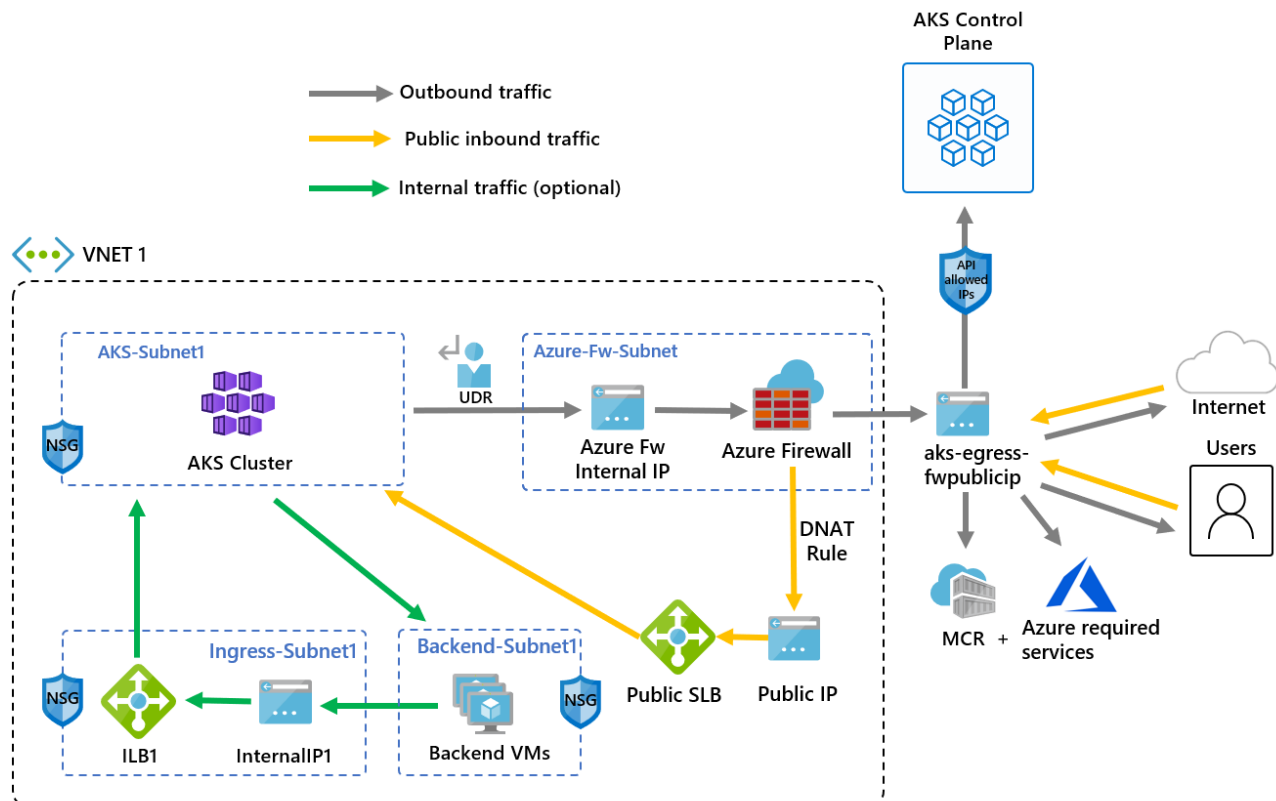 AKS Control
Plane
Outbound traffic
Public inbound traffic
Internal traffic (optional)
VNET 1
API
allowed
IPs
AKS-Subnet1
UDR
Azure-Fw-Subnet
NSG
AKS Cluster
Azure Fw
Internal IP
Azure Firewall
aks-egress-
fwpublicip
Internet
Users
DNAT
Rule
MCR +
Azure required
services
Ingress-Subnet1
Backend-Subnet1
NSG
NSG
Public SLB
Public IP
ILB1
InternalIP1
Backend VMs